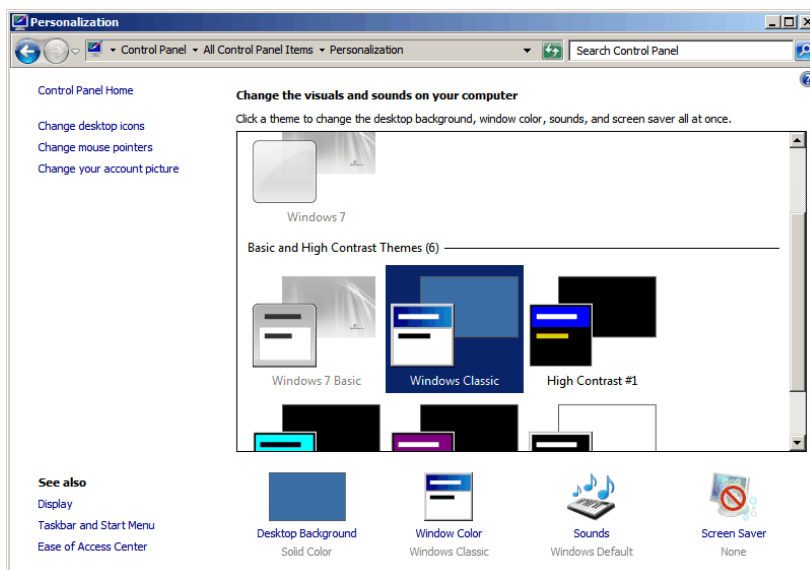 Personalization
Control Panel
All Control Panel Items
Personalization
Search Control Panel
Control Panel Home
Change desktop icons
Change mouse pointers
Change your account picture
Change the visuals and sounds on your computer
Click a theme to change the desktop background, window color, sounds, and screen saver all at once.
Windows 7
Basic and High Contrast Themes (6)
Windows 7 Basic
Windows Classic
High Contrast #1
See also
Display
Taskbar and Start Menu
Ease of Access Center
Desktop Background
Solid Color
Window Color
Windows Classic
Sounds
Windows Default
Screen Saver
None